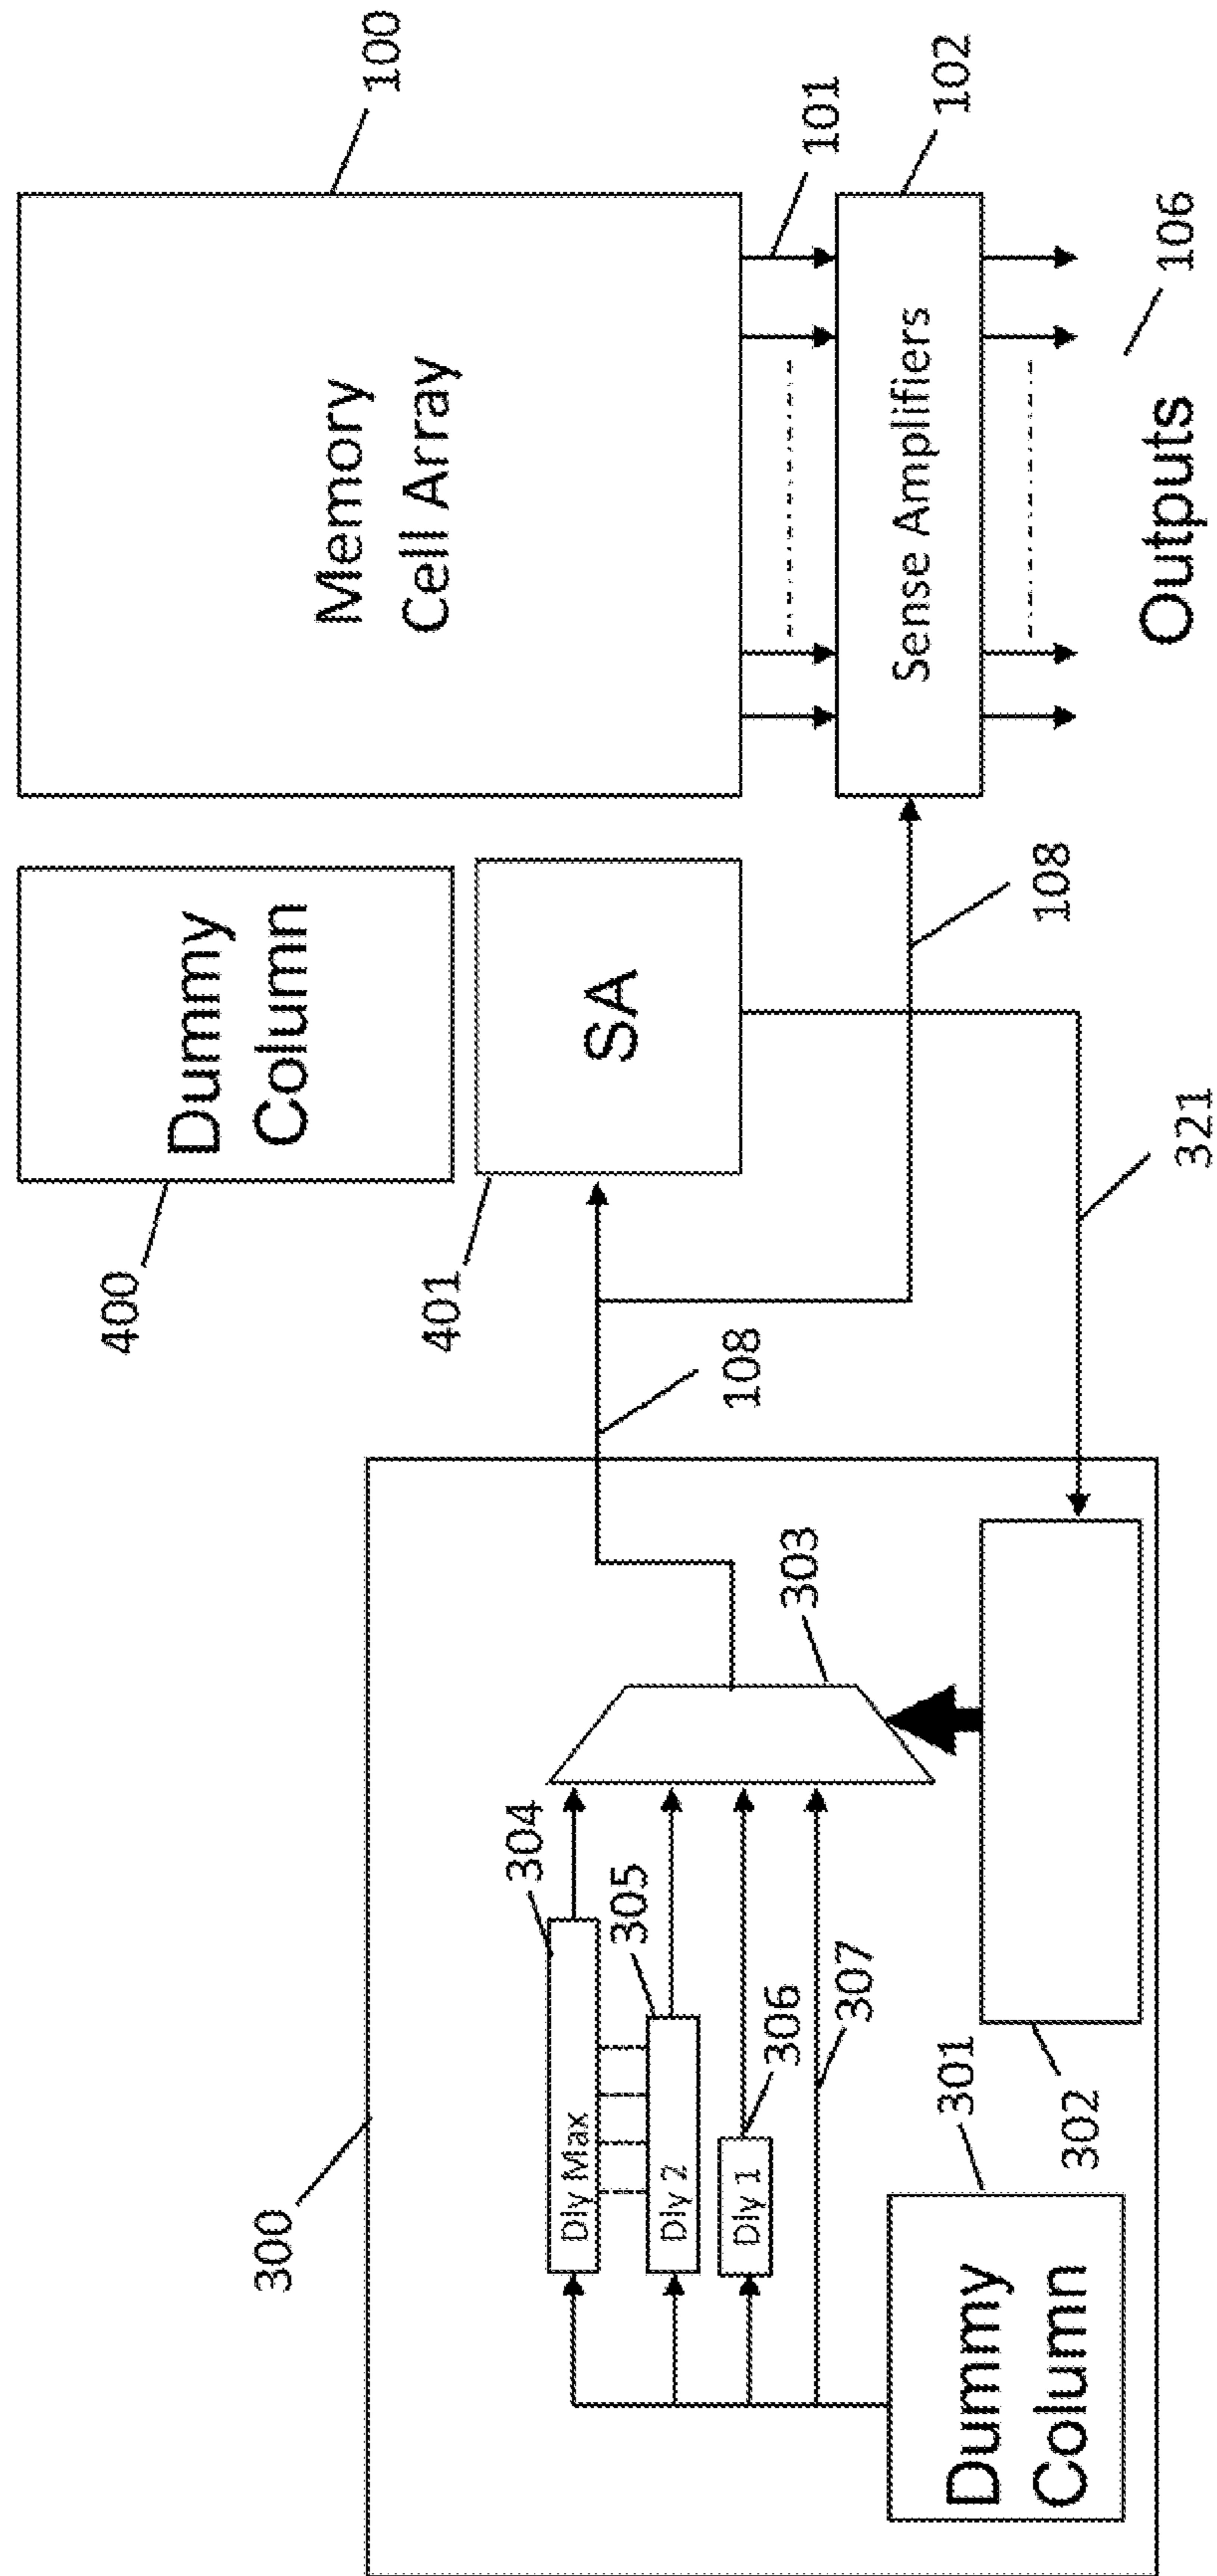 300
Dly Max
304
Dly 2
305
Dly 1
306
307
303
Dummy
Column
301
302
108
400
Dummy
Column
401
SA
108
321
Memory
Cell Array
100
101
Sense Amplifiers
102
Outputs
106